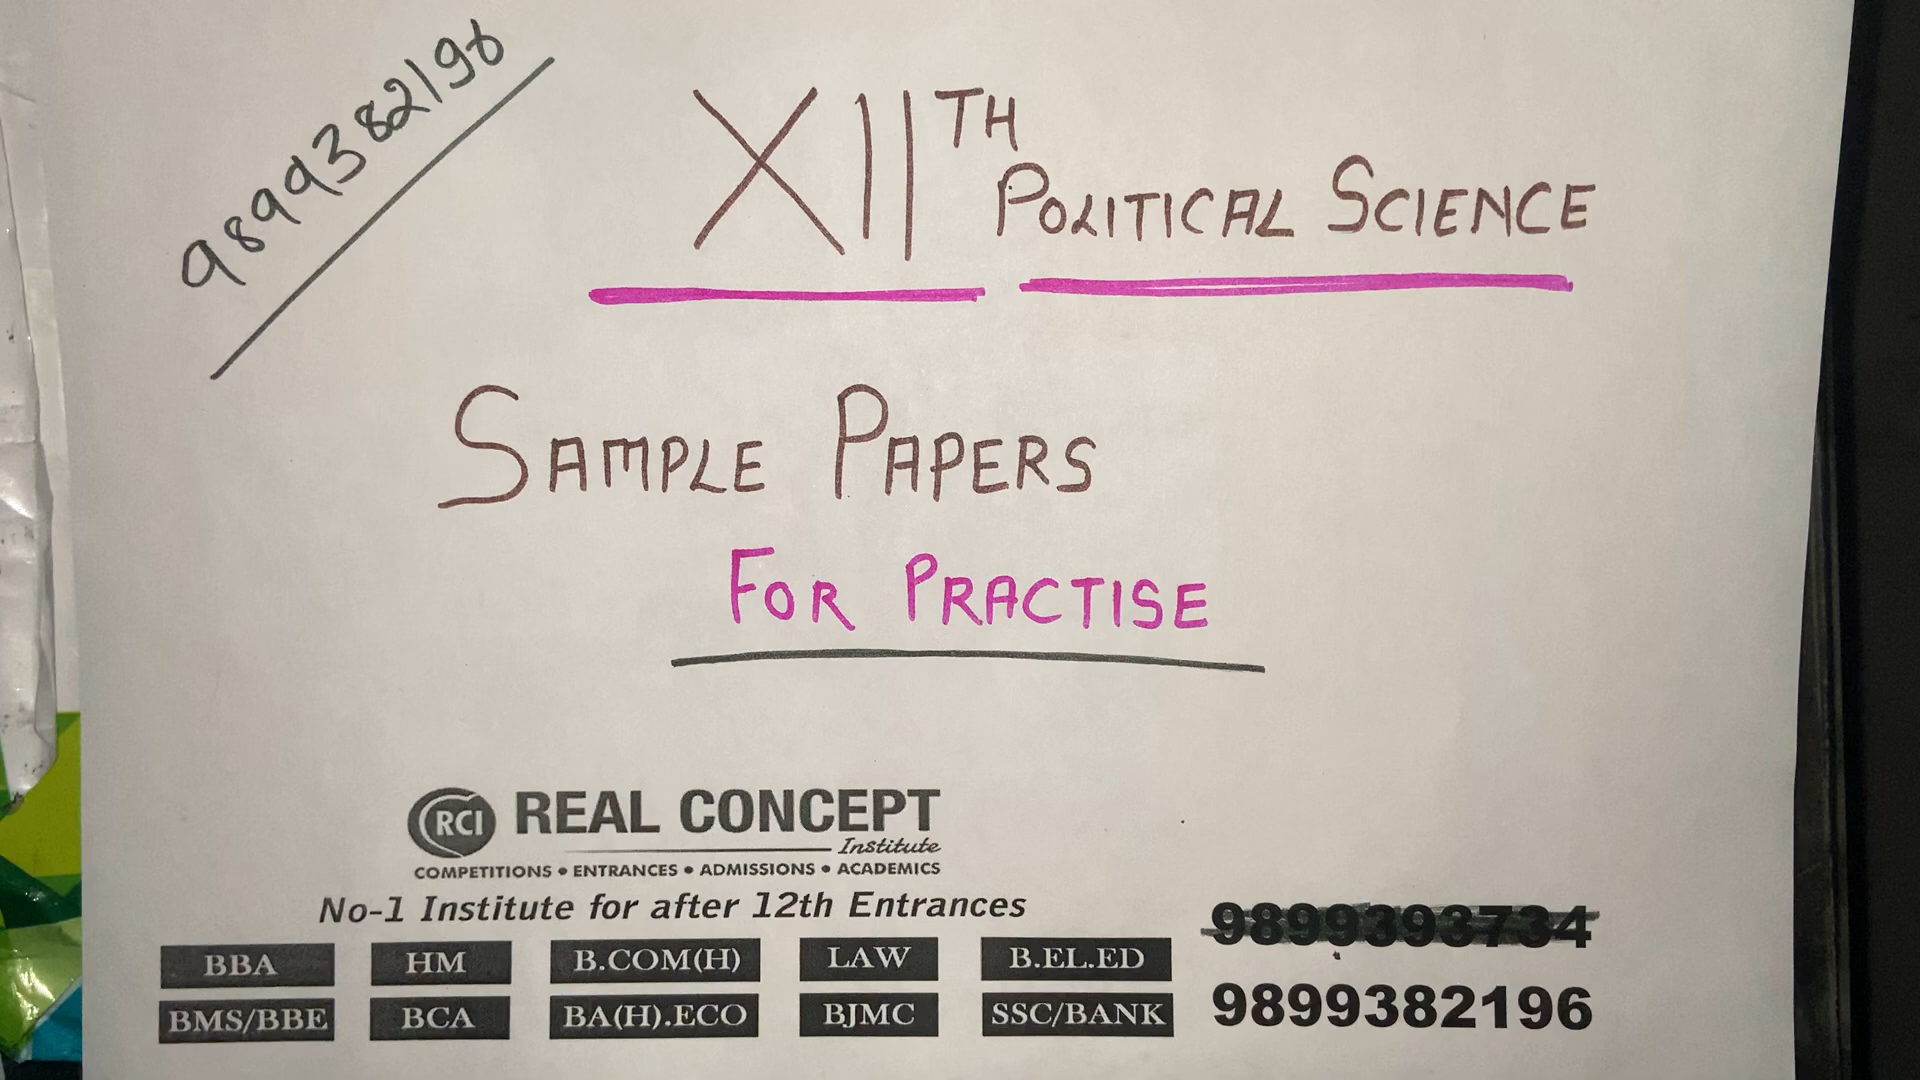 9899382196
XIITH
POLITICAL SCIENCE
SAMPLE PAPERS
FOR PRACTISE
RCI REAL CONCEPT
Institute
COMPETITIONS • ENTRANCES • ADMISSIONS • ACADEMICS
No-1 Institute for after 12th Entrances
9899393734
BBA HM B.COM(H) LAW B.EL.ED
BMS/BBE BCA BA(H).ECO BJMC SSC/BANK
9899382196